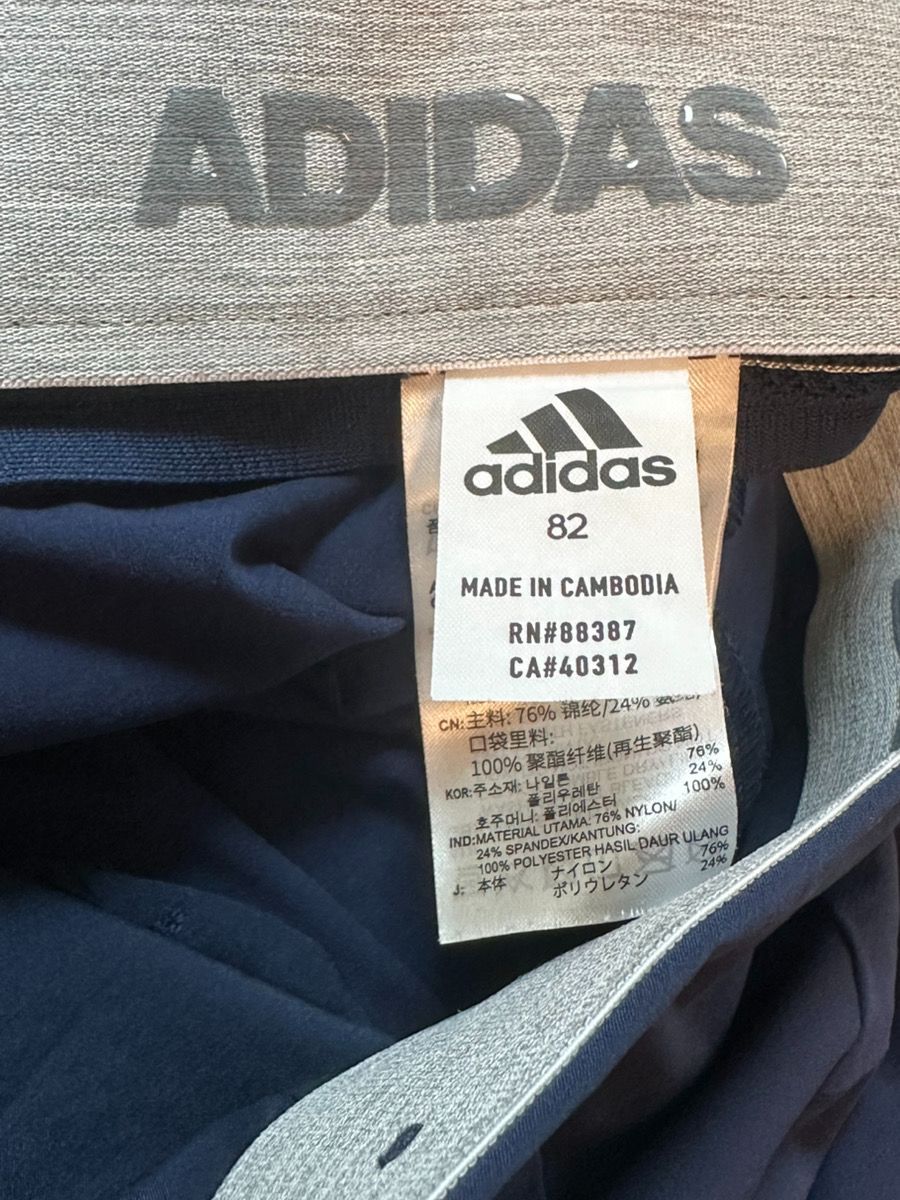 ADIDAS
adidas
82
MADE IN CAMBODIA
RN#88387
CA#40312
CN:主料: 76% 锦纶/24%
口袋里料:
100% 聚酯纤维(再生聚酯)
KOR:주소재: 나일론 76%
폴리우레탄 24%
호주머니: 폴리에스터 100%
IND:MATERIAL UTAMA: 76% NYLON/
24% SPANDEX/KANTUNG:
100% POLYESTER HASIL DAUR ULANG
J: 本体 ナイロン 76%
ポリウレタン 24%